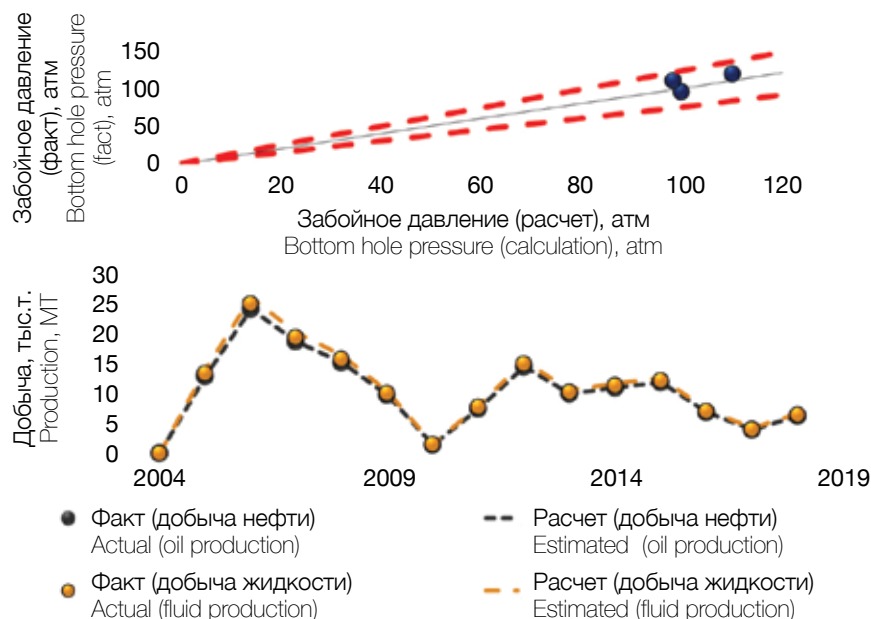 Забойное давление
(факт), атм
Bottom hole pressure
(fact), atm
150
100
50
0
0 20 40 60 80 100 120
Забойное давление (расчет), атм
Bottom hole pressure (calculation), atm
Добыча, тыс.т.
Production, MT
30
25
20
15
10
5
0
2004 2009 2014 2019
Факт (добыча нефти)
Actual (oil production)
Расчет (добыча нефти)
Estimated (oil production)
Факт (добыча жидкости)
Actual (fluid production)
Расчет (добыча жидкости)
Estimated (fluid production)